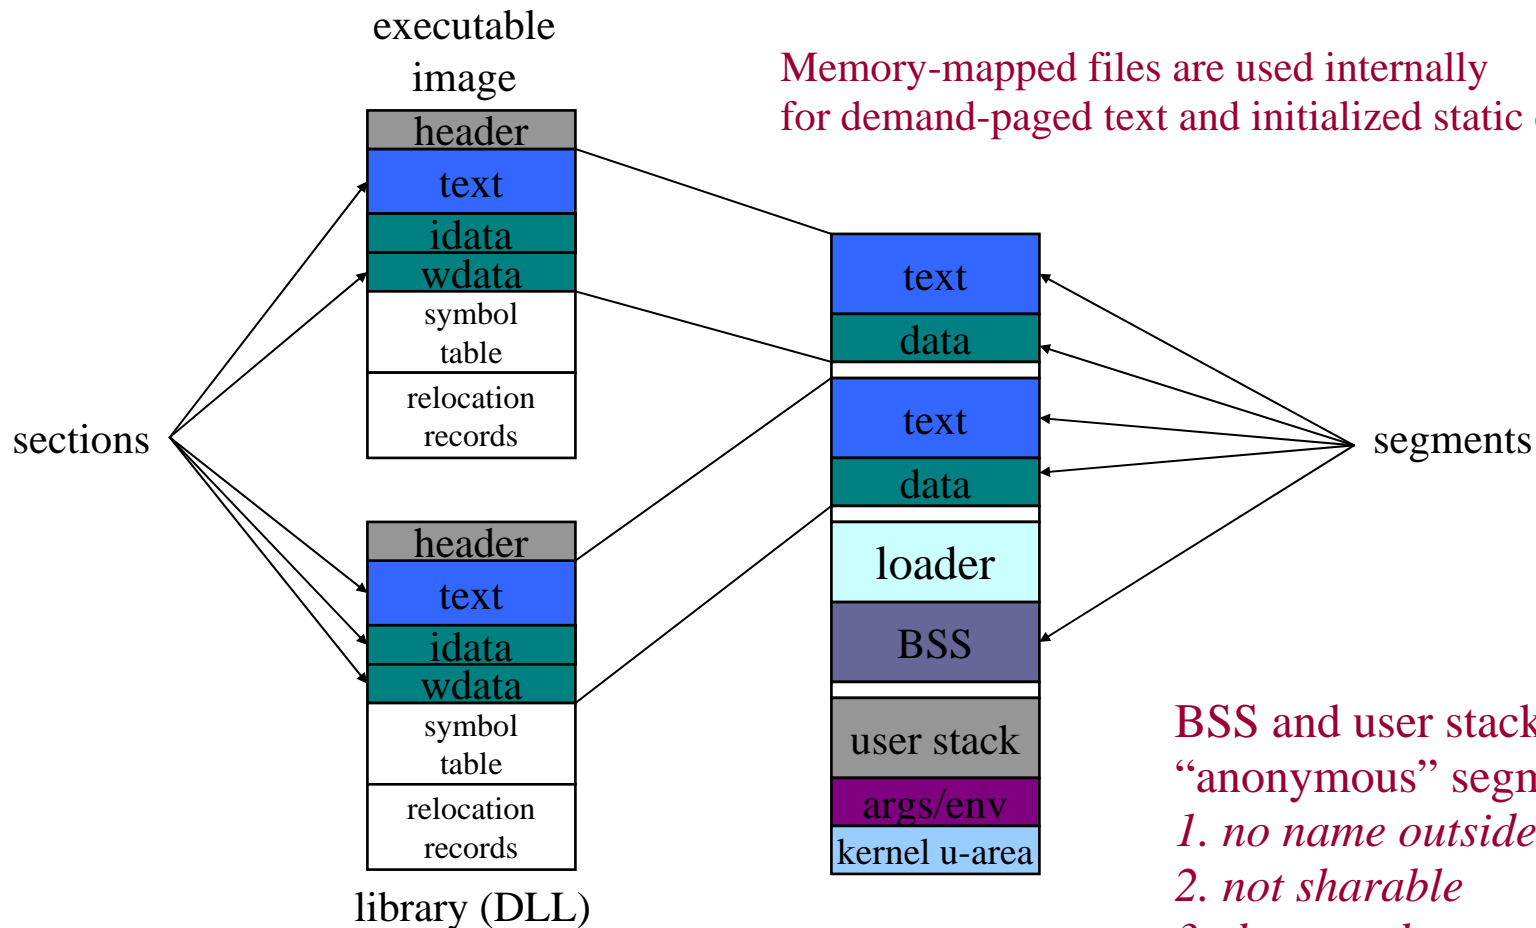 executable
image
Memory-mapped files are used internally
for demand-paged text and initialized static
header
text
idata
wdata
symbol
table
relocation
records
sections
header
text
idata
wdata
symbol
table
relocation
records
library (DLL)
text
data
text
data
loader
BSS
user stack
args/env
kernel u-area
segments
BSS and user stack
“anonymous”
1. no name outside
2. not sharable